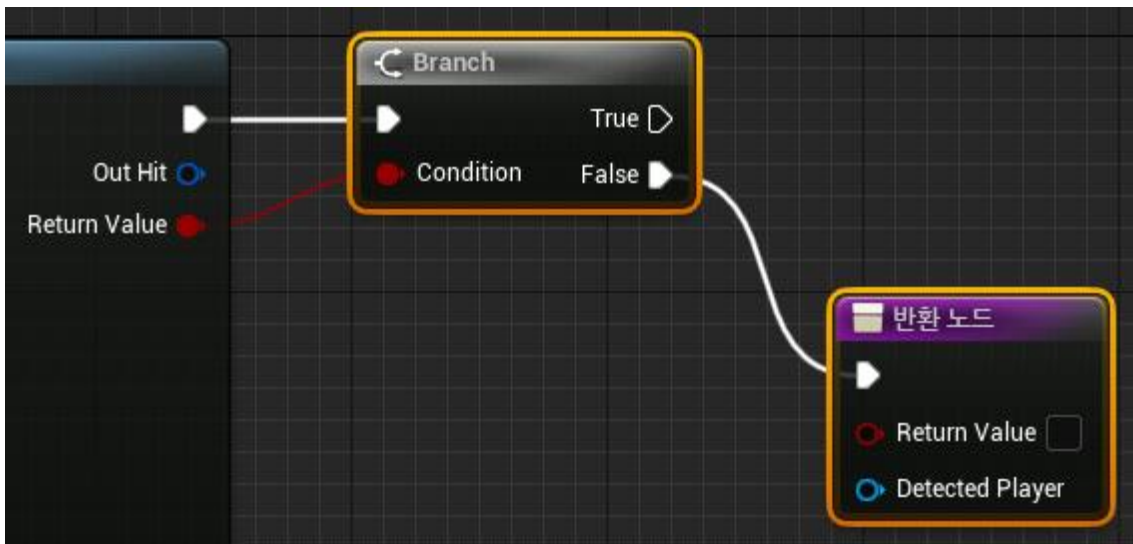 Branch
True
Out Hit
Condition
False
Return Value
반환 노드
Return Value
Detected Player